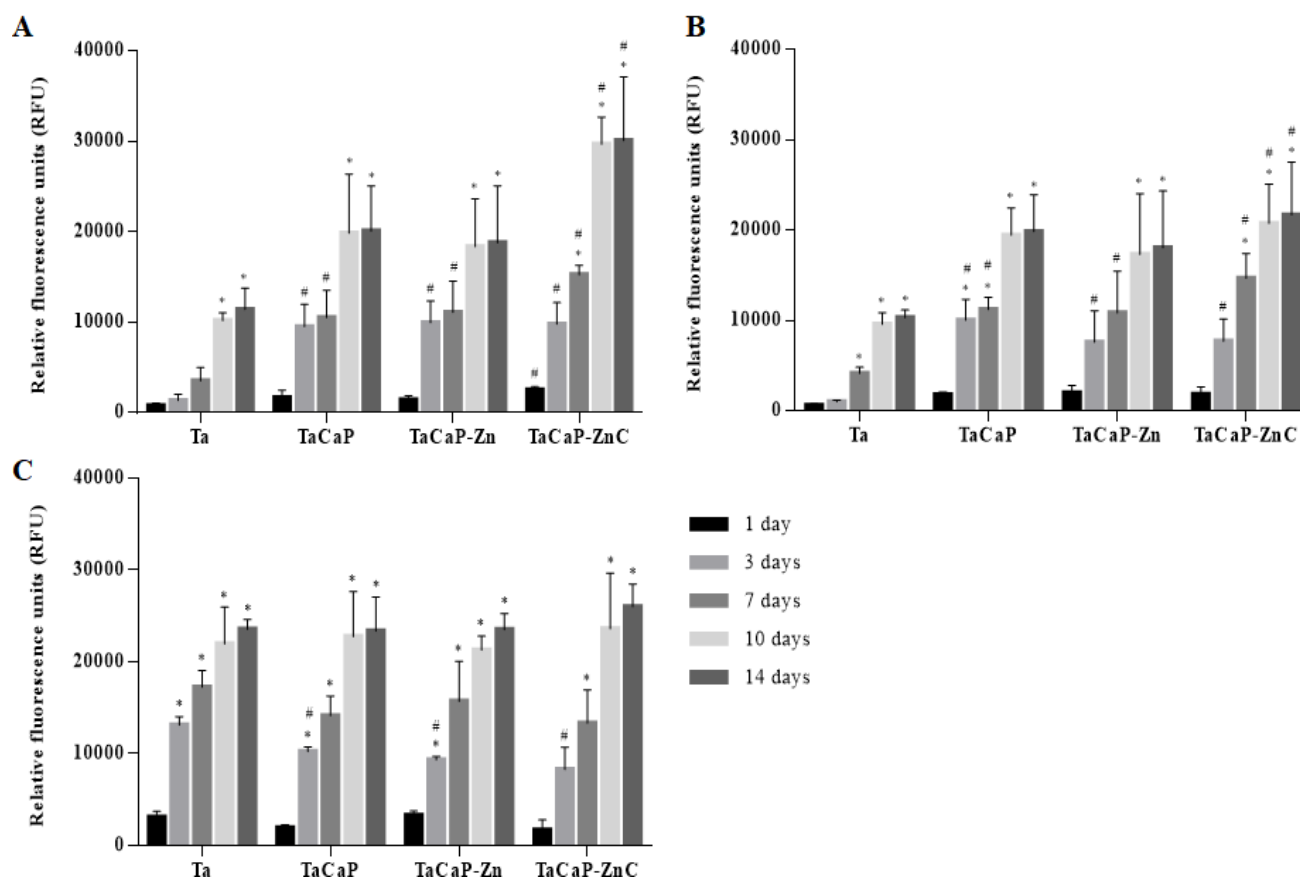 A
Relative fluorescence units (RFU)
40000
30000
20000
10000
0
# # # # # # # # #
* * * * * * * * *
Ta TaCaP TaCaP-Zn TaCaP-ZnC
B
Relative fluorescence units (RFU)
40000
30000
20000
10000
0
# # # # # # # #
* * * * * * * * * * * *
Ta TaCaP TaCaP-Zn TaCaP-ZnC
C
Relative fluorescence units (RFU)
40000
30000
20000
10000
0
# # #
* * * * * * * * * * * * * * *
Ta TaCaP TaCaP-Zn TaCaP-ZnC
1 day
3 days
7 days
10 days
14 days